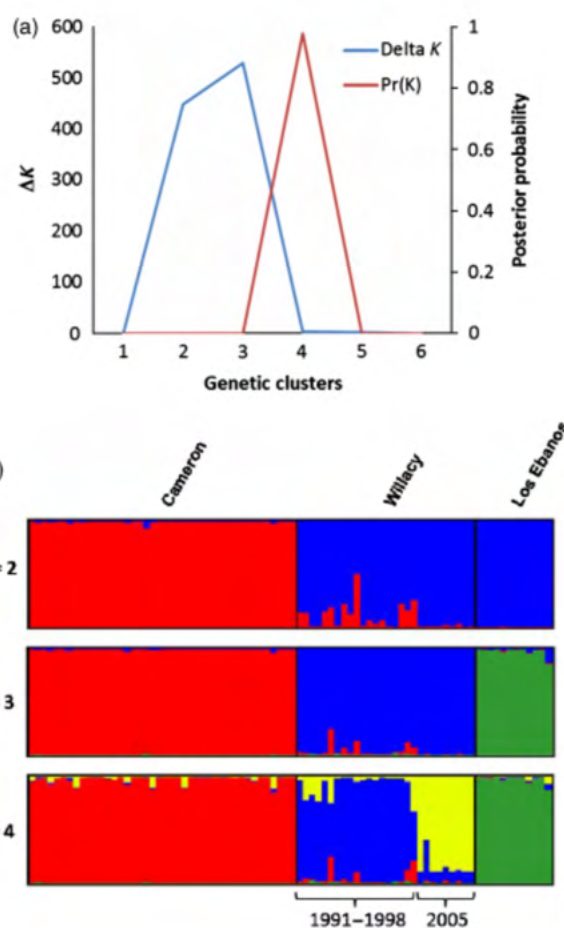 (a)
600
500
400
300
200
100
0
ΔK
1
0.8
0.6
0.4
0.2
0
Posterior probability
Delta K
Pr(K)
1 2 3 4 5 6
Genetic clusters
)
Cameron
Willacy
Los Ebanos
= 2
3
4
1991–1998 2005